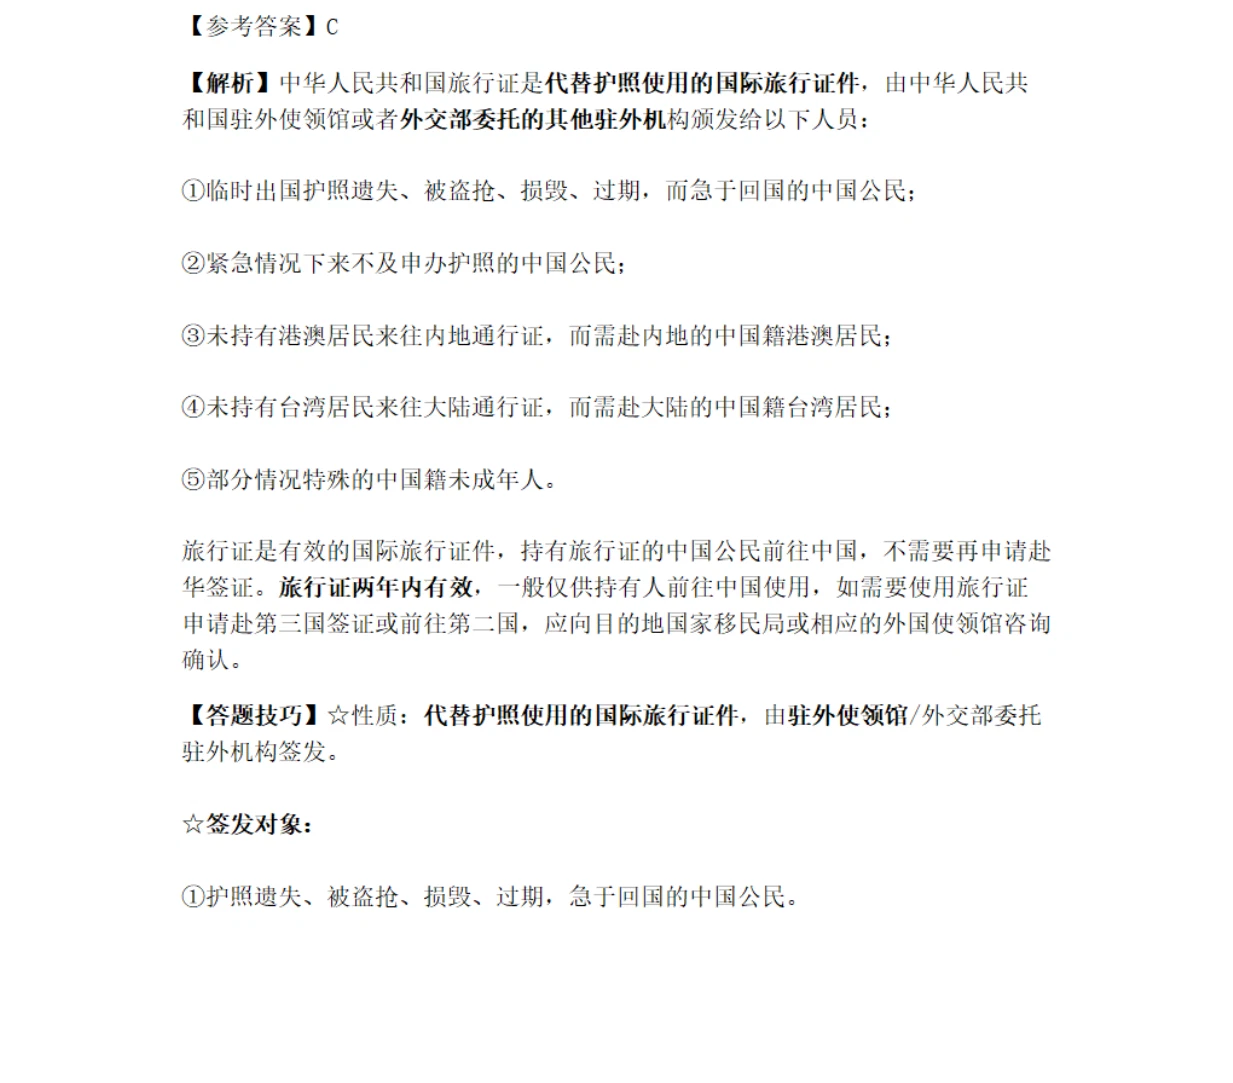 【参考答案】C
【解析】中华人民共和国旅行证是代替护照使用的国际旅行证件，由中华人民共
和国驻外使领馆或者外交部委托的其他驻外机构颁发给以下人员：
①临时出国护照遗失、被盗抢、损毁、过期，而急于回国的中国公民；
②紧急情况下来不及申办护照的中国公民；
③未持有港澳居民来往内地通行证，而需赴内地的中国籍港澳居民；
④未持有台湾居民来往大陆通行证，而需赴大陆的中国籍台湾居民；
⑤部分情况特殊的中国籍未成年人。
旅行证是有效的国际旅行证件，持有旅行证的中国公民前往中国，不需要再申请赴
华签证。旅行证两年内有效，一般仅供持有人前往中国使用，如需要使用旅行证
申请赴第三国签证或前往第二国，应向目的地国家移民局或相应的外国使领馆咨询
确认。
【答题技巧】☆性质：代替护照使用的国际旅行证件，由驻外使领馆/外交部委托
驻外机构签发。
☆签发对象：
①护照遗失、被盗抢、损毁、过期，急于回国的中国公民。